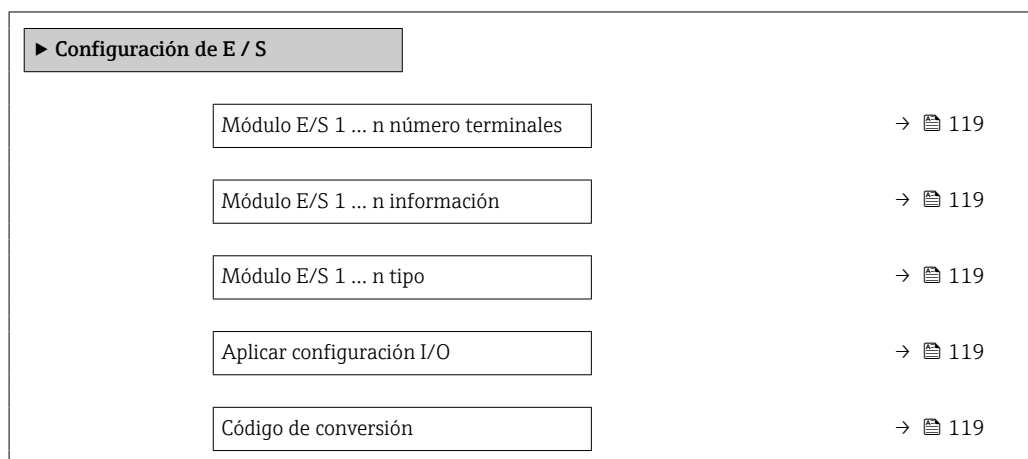 ▶ Configuración de E / S
Módulo E/S 1 … n número terminales → 119
Módulo E/S 1 … n información → 119
Módulo E/S 1 … n tipo → 119
Aplicar configuración I/O → 119
Código de conversión → 119